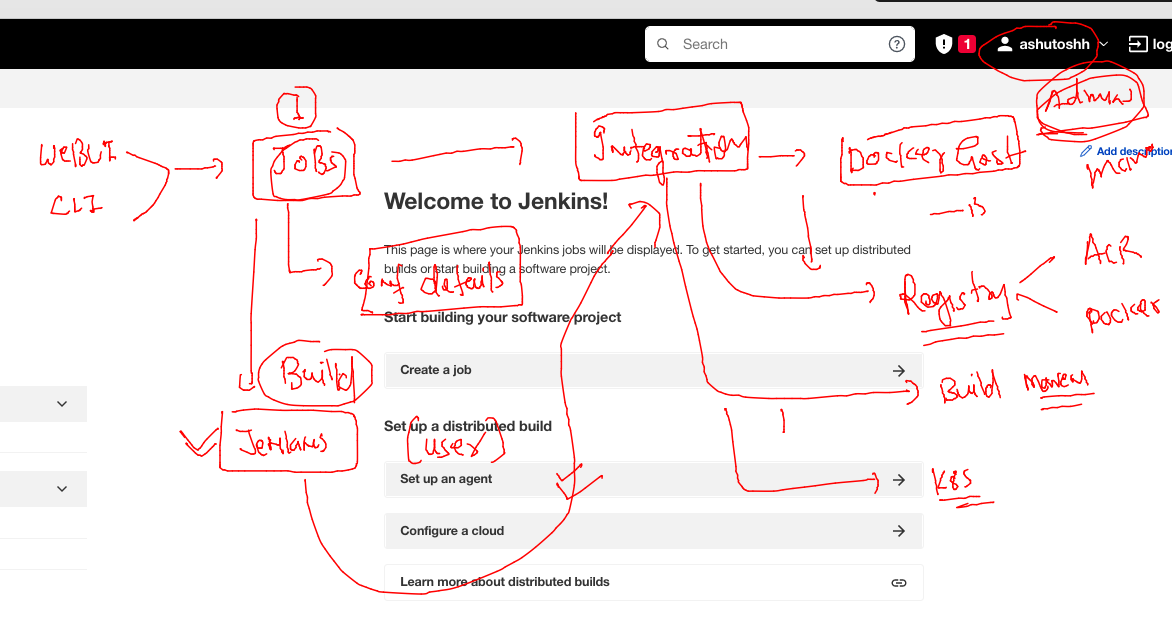 Search
1
ashutoshh
log
Admin
Add description
1
WeBUI
CLI
JOBS
Integration
Docker Host
Welcome to Jenkins!
This page is where your Jenkins jobs will be displayed. To get started, you can set up distributed
builds or start building a software project.
Conf details
Registry
ACR
Docker
Start building your software project
Build
Create a job
Build
Jenkins
Set up a distributed build
(user)
Set up an agent
K8S
Configure a cloud
Learn more about distributed builds